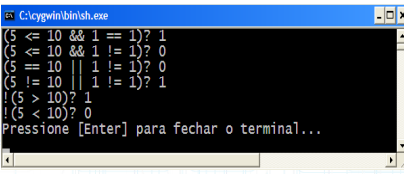 C:\cygwin\bin\sh.exe
(5 <= 10 && 1 == 1)? 1
(5 <= 10 && 1 != 1)? 0
(5 == 10 || 1 != 1)? 0
(5 != 10 || 1 != 1)? 1
!(5 > 10)? 1
!(5 < 10)? 0
Pressione [Enter] para fechar o terminal...